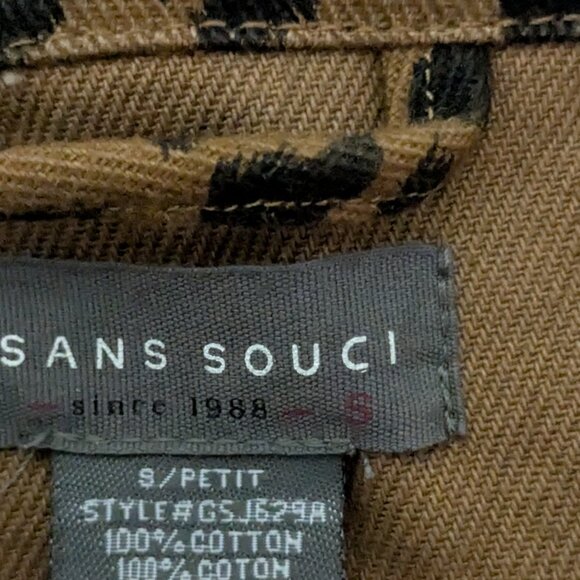 SANS SOUCI
since 1988 S
S/PETIT
STYLE#GSJ629A
100% COTTON
100% COTON